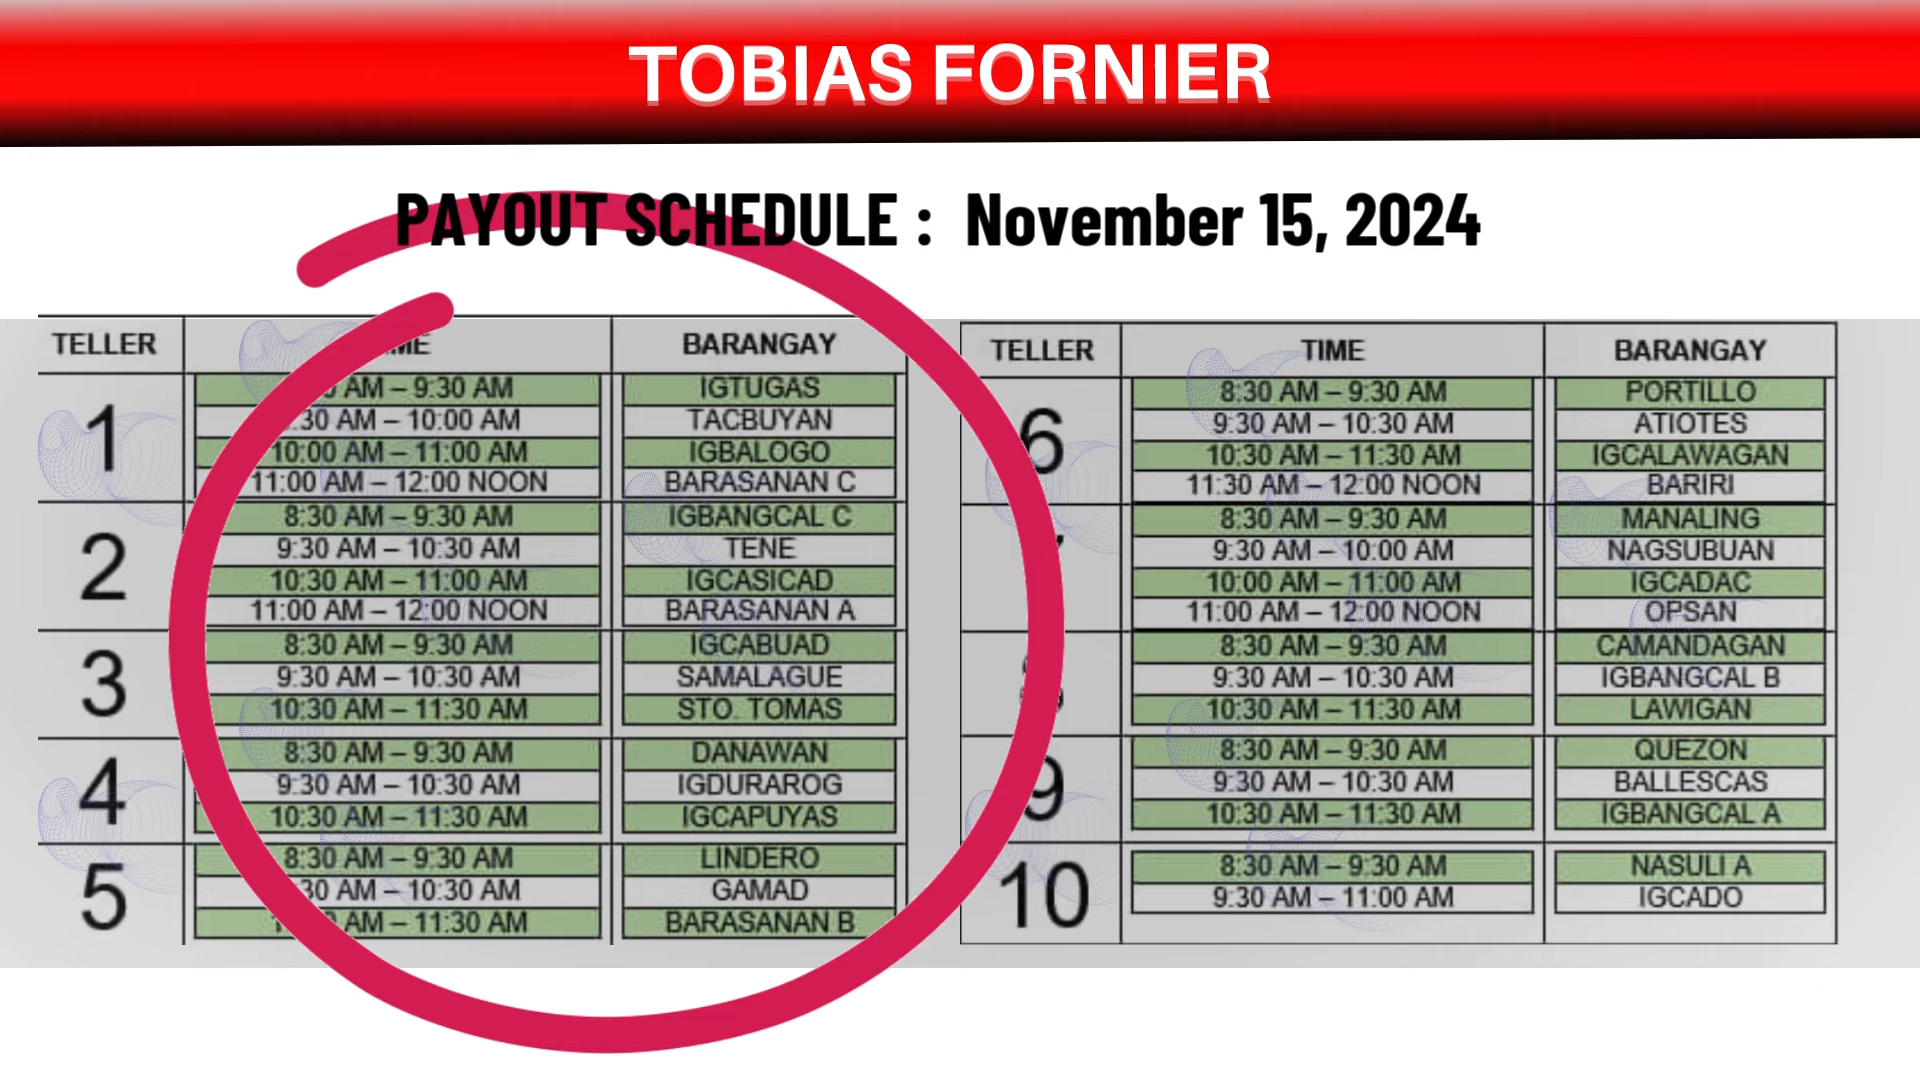 TOBIAS FORNIER
PAYOUT SCHEDULE : November 15, 2024
TELLER BARANGAY
1
AM – 9:30 AM IGTUGAS
:30 AM – 10:00 AM TACBUYAN
10:00 AM – 11:00 AM IGBALOGO
11:00 AM – 12:00 NOON BARASANAN C
2
8:30 AM – 9:30 AM IGBANGCAL C
9:30 AM – 10:30 AM TENE
10:30 AM – 11:00 AM IGCASICAD
11:00 AM – 12:00 NOON BARASANAN A
3
8:30 AM – 9:30 AM IGCABUAD
9:30 AM – 10:30 AM SAMALAGUE
10:30 AM – 11:30 AM STO. TOMAS
4
8:30 AM – 9:30 AM DANAWAN
9:30 AM – 10:30 AM IGDURAROG
10:30 AM – 11:30 AM IGCAPUYAS
5
8:30 AM – 9:30 AM LINDERO
:30 AM – 10:30 AM GAMAD
AM – 11:30 AM BARASANAN B
TELLER TIME BARANGAY
6
8:30 AM – 9:30 AM PORTILLO
9:30 AM – 10:30 AM ATIOTES
10:30 AM – 11:30 AM IGCALAWAGAN
11:30 AM – 12:00 NOON BARIRI
8:30 AM – 9:30 AM MANALING
9:30 AM – 10:00 AM NAGSUBUAN
10:00 AM – 11:00 AM IGCADAC
11:00 AM – 12:00 NOON OPSAN
8:30 AM – 9:30 AM CAMANDAGAN
9:30 AM – 10:30 AM IGBANGCAL B
10:30 AM – 11:30 AM LAWIGAN
9
8:30 AM – 9:30 AM QUEZON
9:30 AM – 10:30 AM BALLESCAS
10:30 AM – 11:30 AM IGBANGCAL A
10
8:30 AM – 9:30 AM NASULI A
9:30 AM – 11:00 AM IGCADO